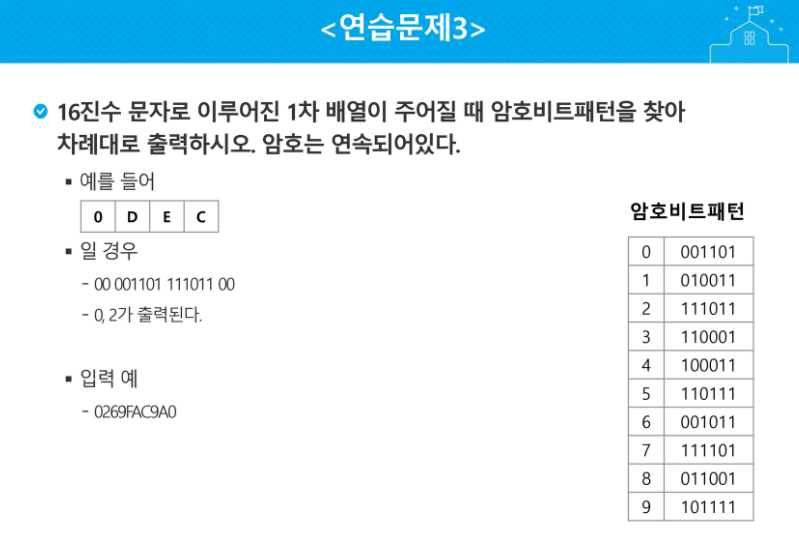 <연습문제3>
16진수 문자로 이루어진 1차 배열이 주어질 때 암호비트패턴을 찾아
차례대로 출력하시오. 암호는 연속되어있다.
▪ 예를 들어
0 D E C
▪ 일 경우
- 00 001101 111011 00
- 0, 2가 출력된다.
▪ 입력 예
- 0269FAC9A0
암호비트패턴
0 001101
1 010011
2 111011
3 110001
4 100011
5 110111
6 001011
7 111101
8 011001
9 101111